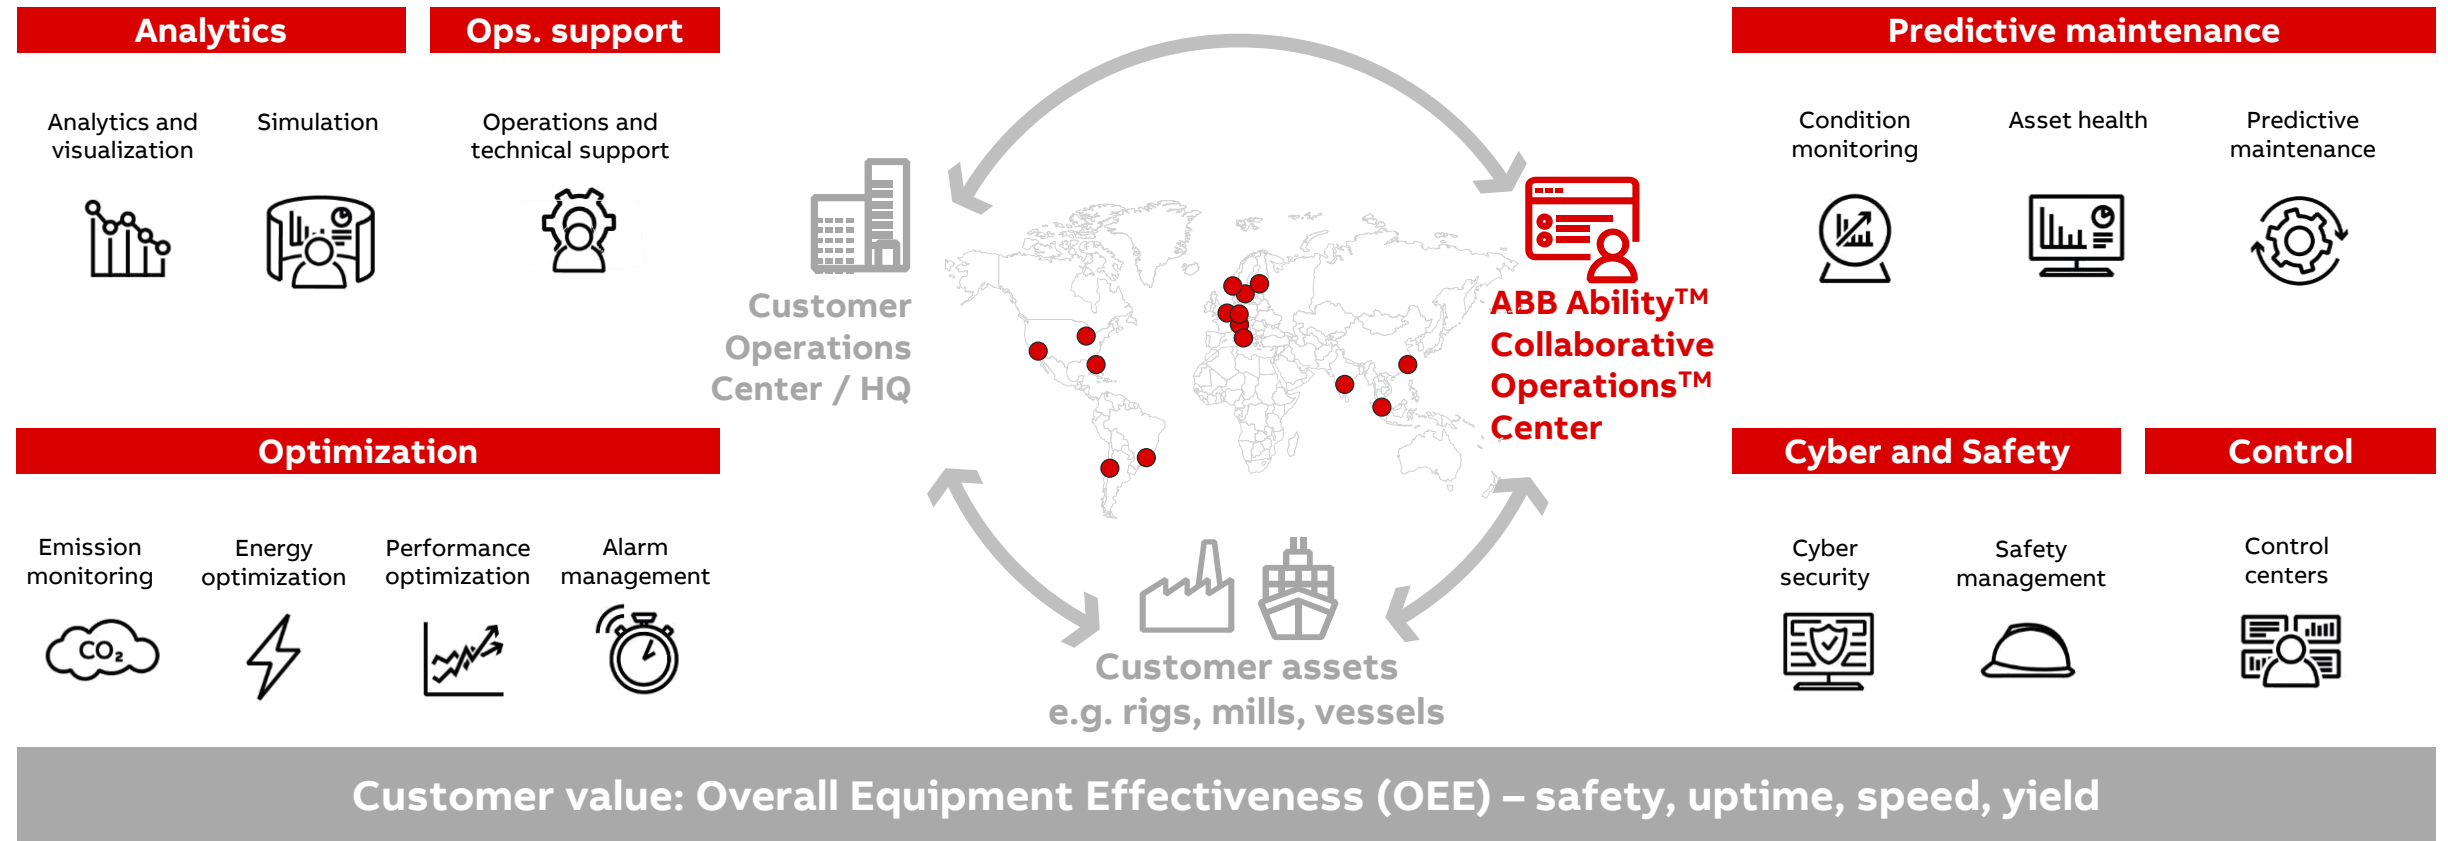 Analytics
Ops. support
Predictive maintenance
Analytics and
visualization
Simulation
Operations and
technical support
Condition
monitoring
Asset health
Predictive
maintenance
Customer
Operations
Center / HQ
ABB Ability™
Collaborative
Operations™
Center
Optimization
Cyber and Safety
Control
Emission
monitoring
Energy
optimization
Performance
optimization
Alarm
management
Cyber
security
Safety
management
Control
centers
CO₂
Customer assets
e.g. rigs, mills, vessels
Customer value: Overall Equipment Effectiveness (OEE) – safety, uptime, speed, yield